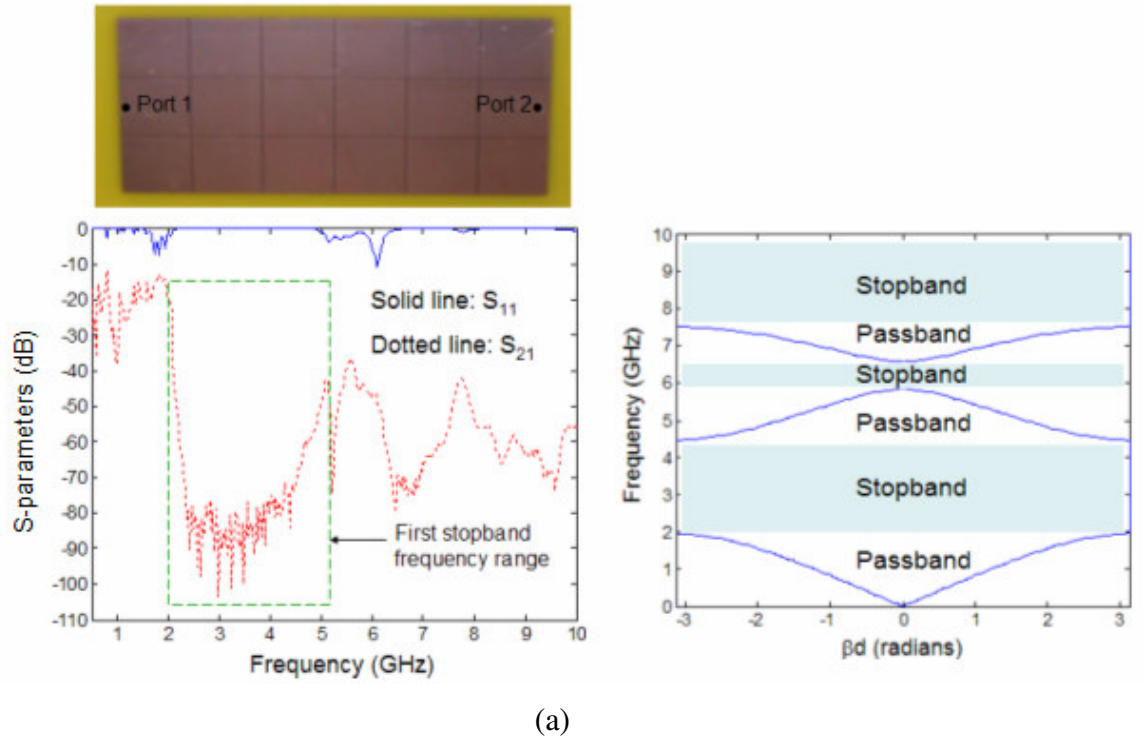 Port 1
Port 2
S-parameters (dB)
0
-10
-20
-30
-40
-50
-60
-70
-80
-90
-100
-110
Solid line: S11
Dotted line: S21
First stopband
frequency range
1 2 3 4 5 6 7 8 9 10
Frequency (GHz)
Frequency (GHz)
10
9
8
7
6
5
4
3
2
1
0
Stopband
Passband
Stopband
Passband
Stopband
Passband
-3 -2 -1 0 1 2 3
βd (radians)
(a)